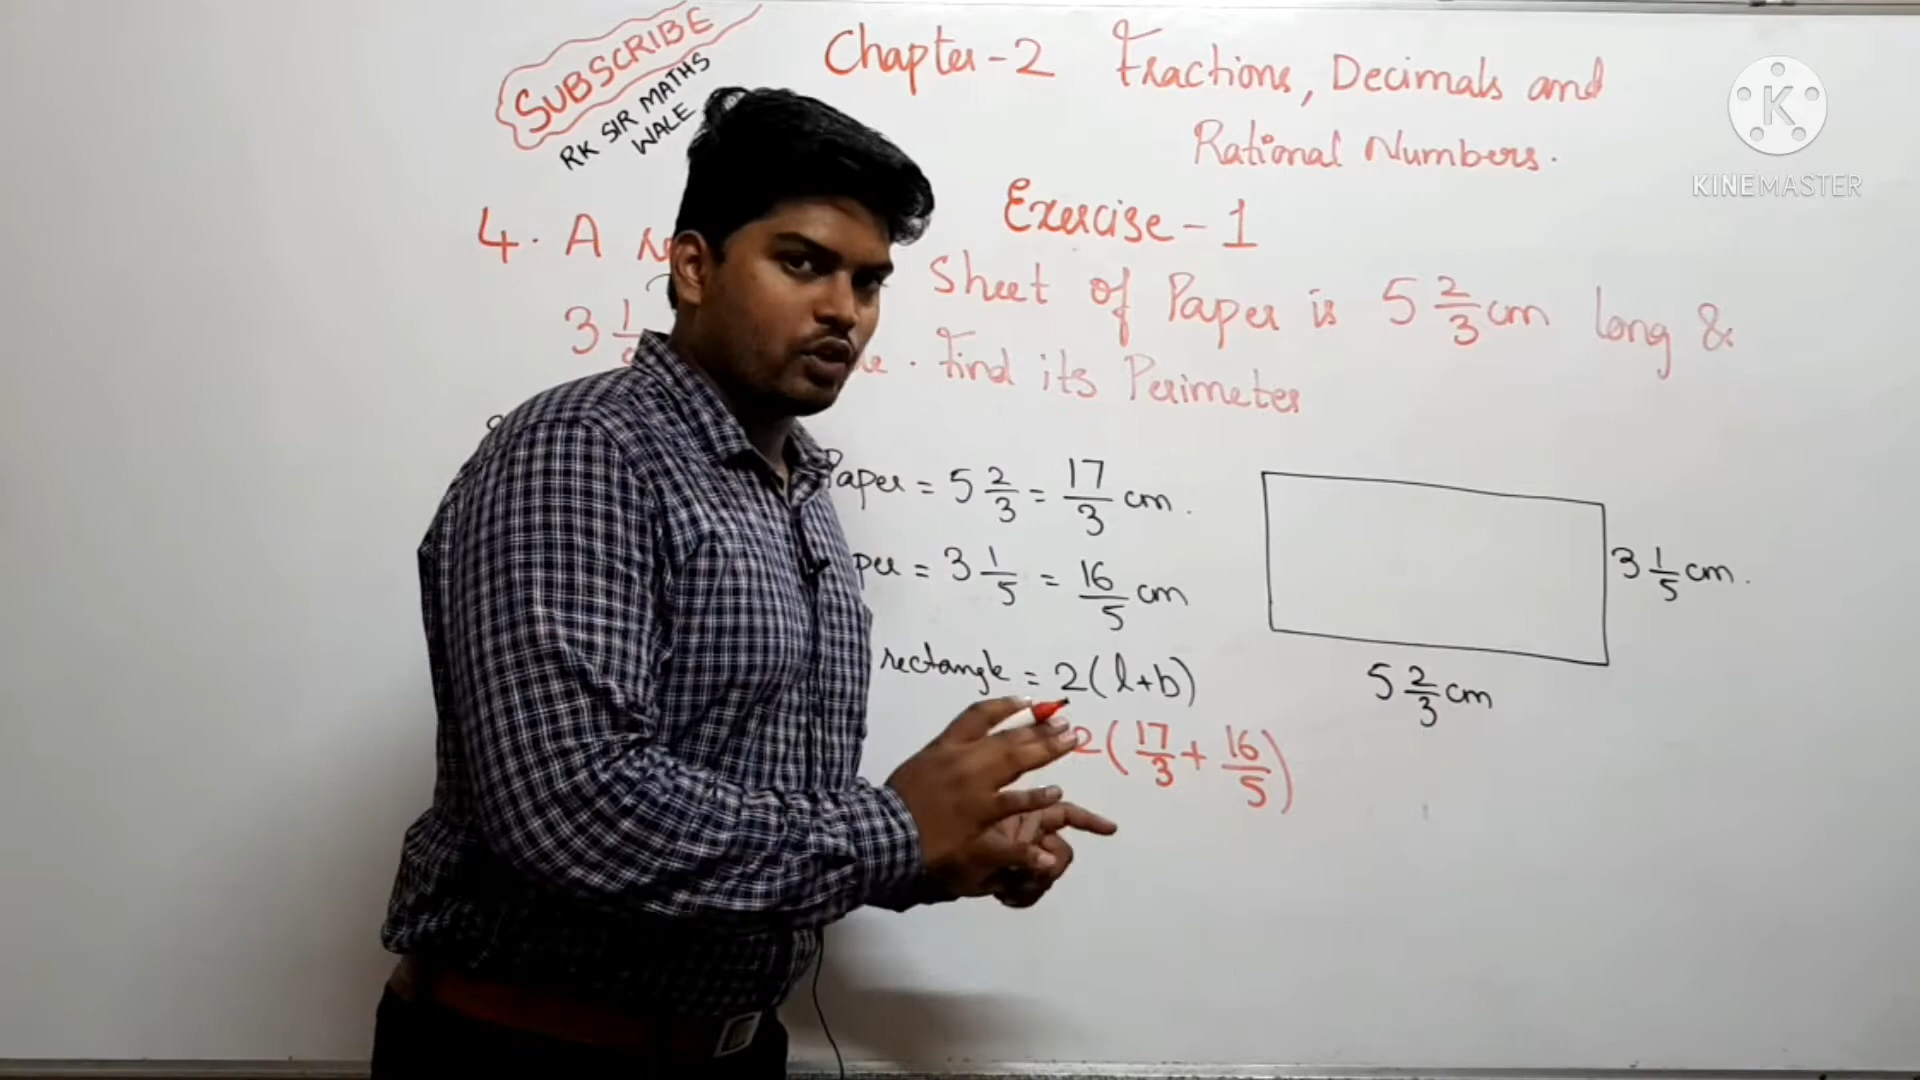 SUBSCRIBE
RK SIR MATHS
WALE
Chapter-2 Fractions, Decimals and
Rational Numbers.
KINEMASTER
Exercise-1
4. A Sheet of Paper is 5 2/3 cm long &
3 1/ . Find its Perimeter
Paper = 5 2/3 = 17/3 cm.
= 3 1/5 = 16/5 cm
3 1/5 cm.
rectangle = 2(l+b)
5 2/3 cm
2(17/3 + 16/5)